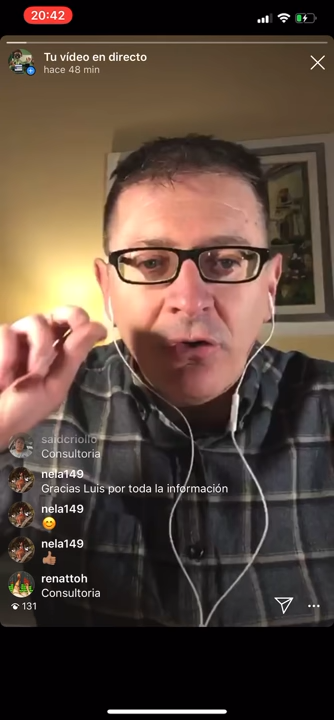 20:42
Tu vídeo en directo
hace 48 min
saidcriollo
Consultoria
nela149
Gracias Luis por toda la información
nela149
😊
nela149
👍🏽
renattoh
Consultoria
131